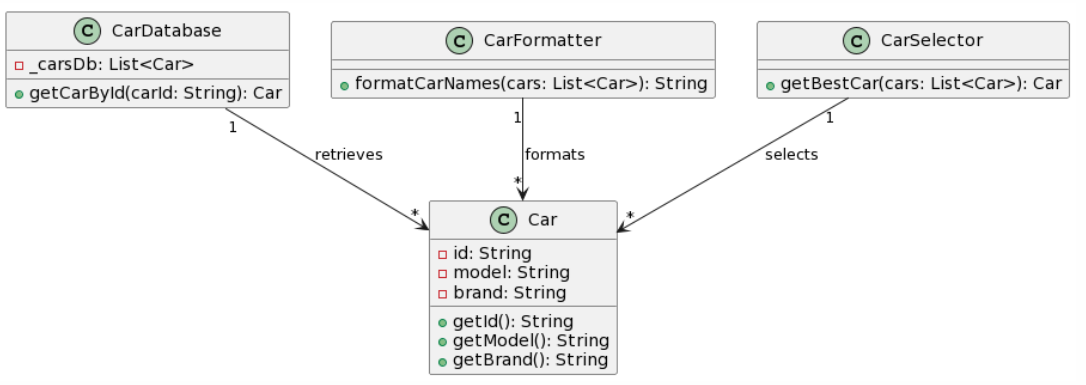 C CarDatabase
_carsDb: List<Car>
getCarById(carId: String): Car
C CarFormatter
formatCarNames(cars: List<Car>): String
C CarSelector
getBestCar(cars: List<Car>): Car
1
retrieves
*
1
formats
*
1
selects
*
C Car
id: String
model: String
brand: String
getId(): String
getModel(): String
getBrand(): String